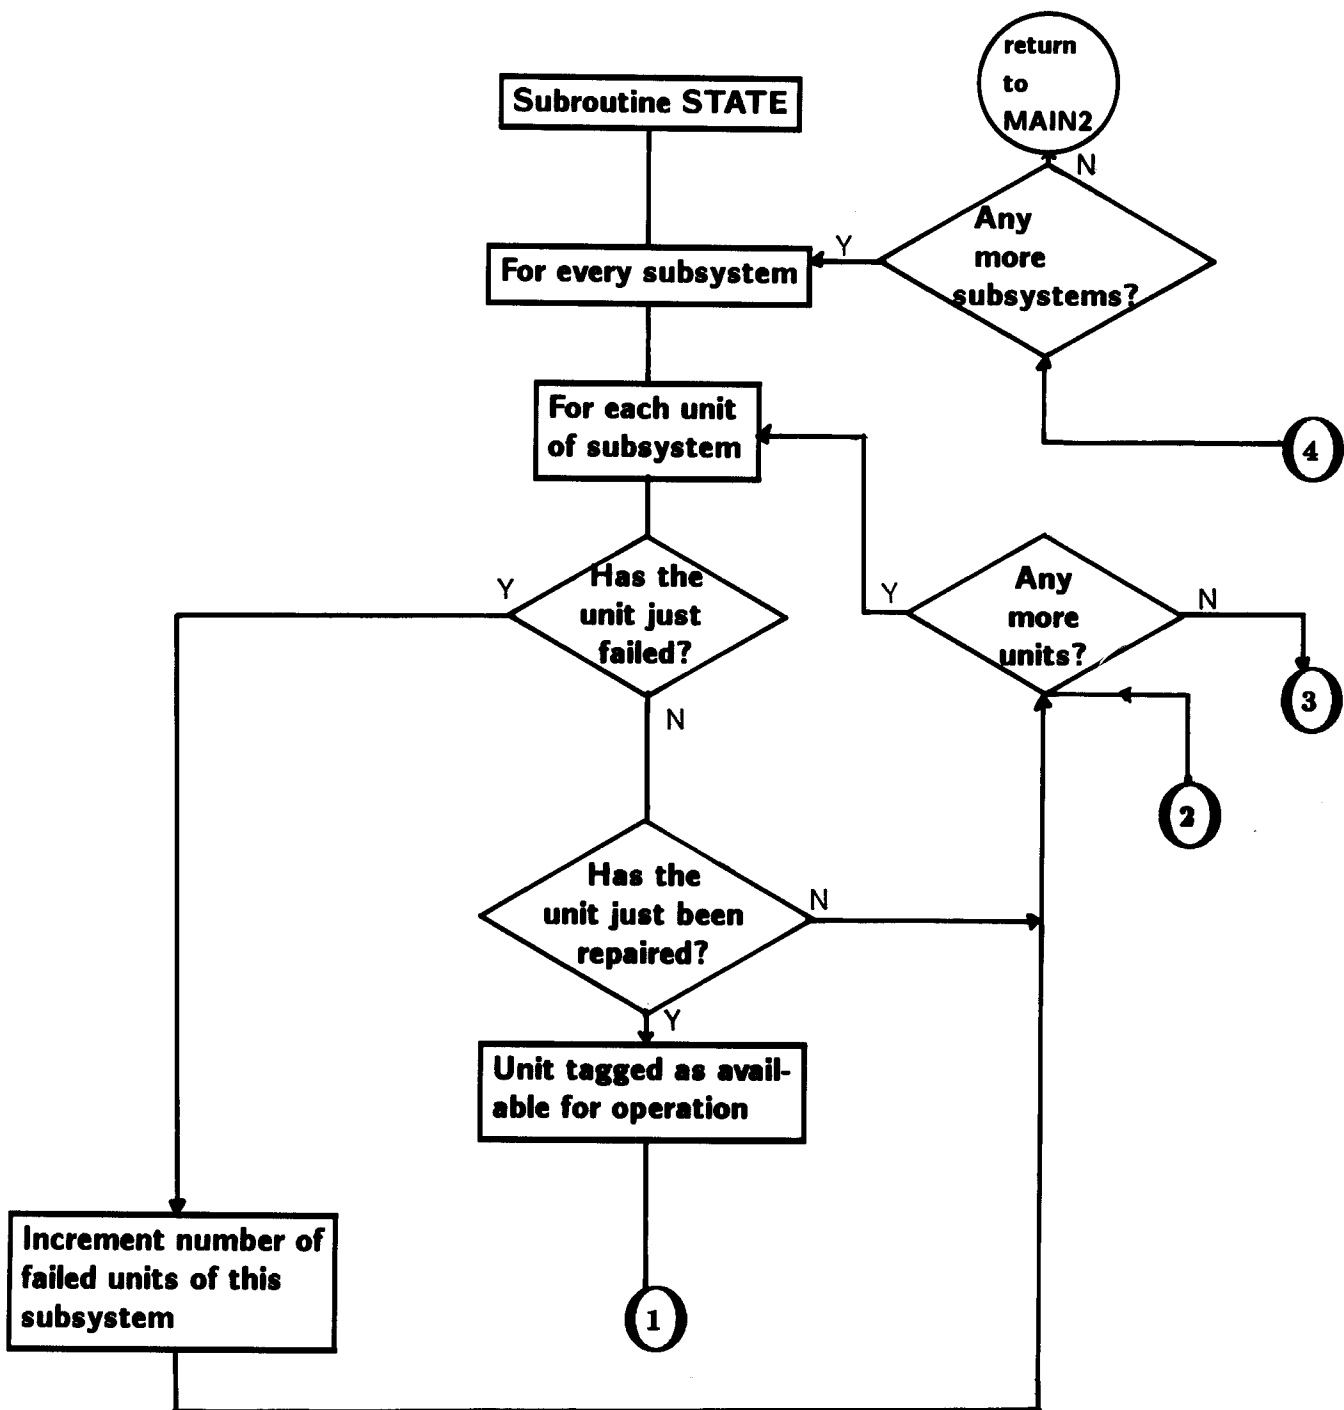 Subroutine STATE
return
to
MAIN2
N
Any
more
subsystems?
Y
For every subsystem
For each unit
of subsystem
4
Has the
unit just
failed?
Y
N
Any
more
units?
Y
N
3
2
Has the
unit just been
repaired?
N
Y
Unit tagged as avail-
able for operation
Increment number of
failed units of this
subsystem
1